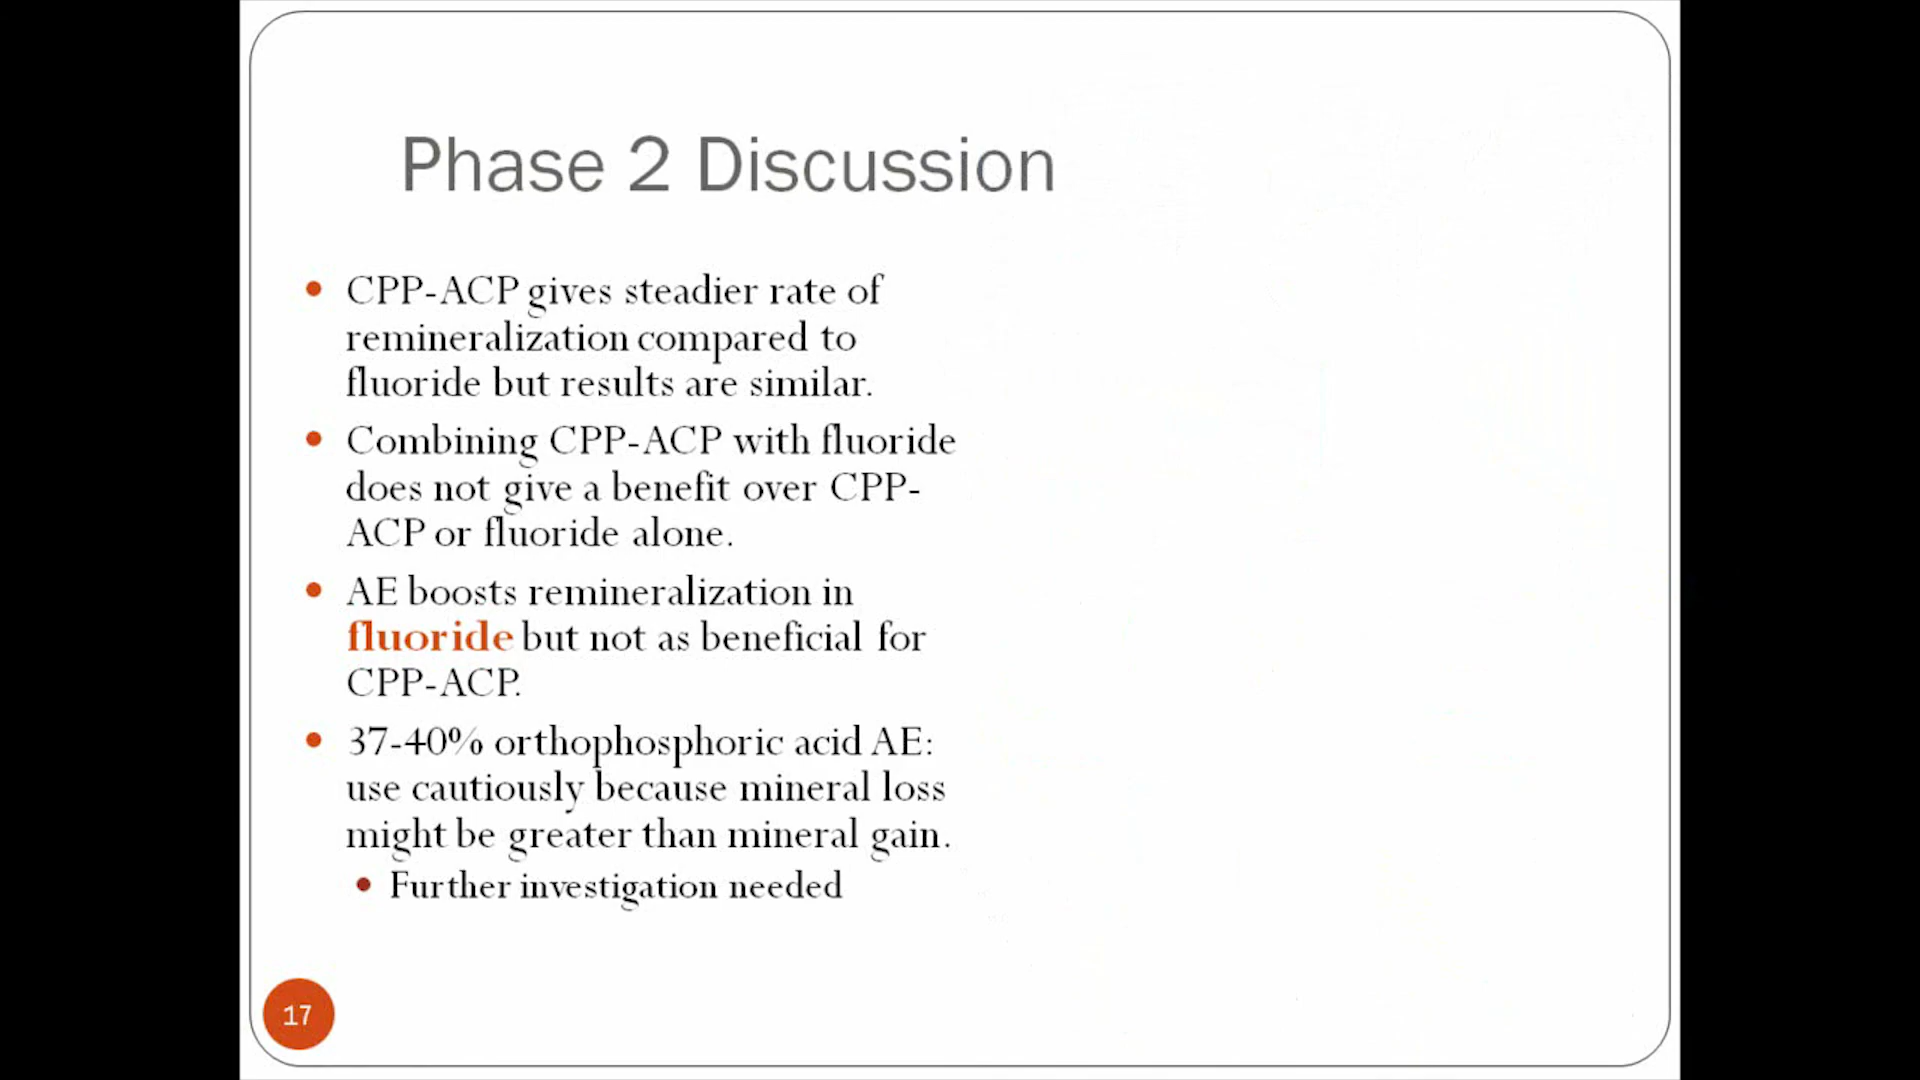 Phase 2 Discussion
• CPP-ACP gives steadier rate of
remineralization compared to
fluoride but results are similar.
• Combining CPP-ACP with fluoride
does not give a benefit over CPP-
ACP or fluoride alone.
• AE boosts remineralization in
fluoride but not as beneficial for
CPP-ACP.
• 37-40% orthophosphoric acid AE:
use cautiously because mineral loss
might be greater than mineral gain.
• Further investigation needed
17